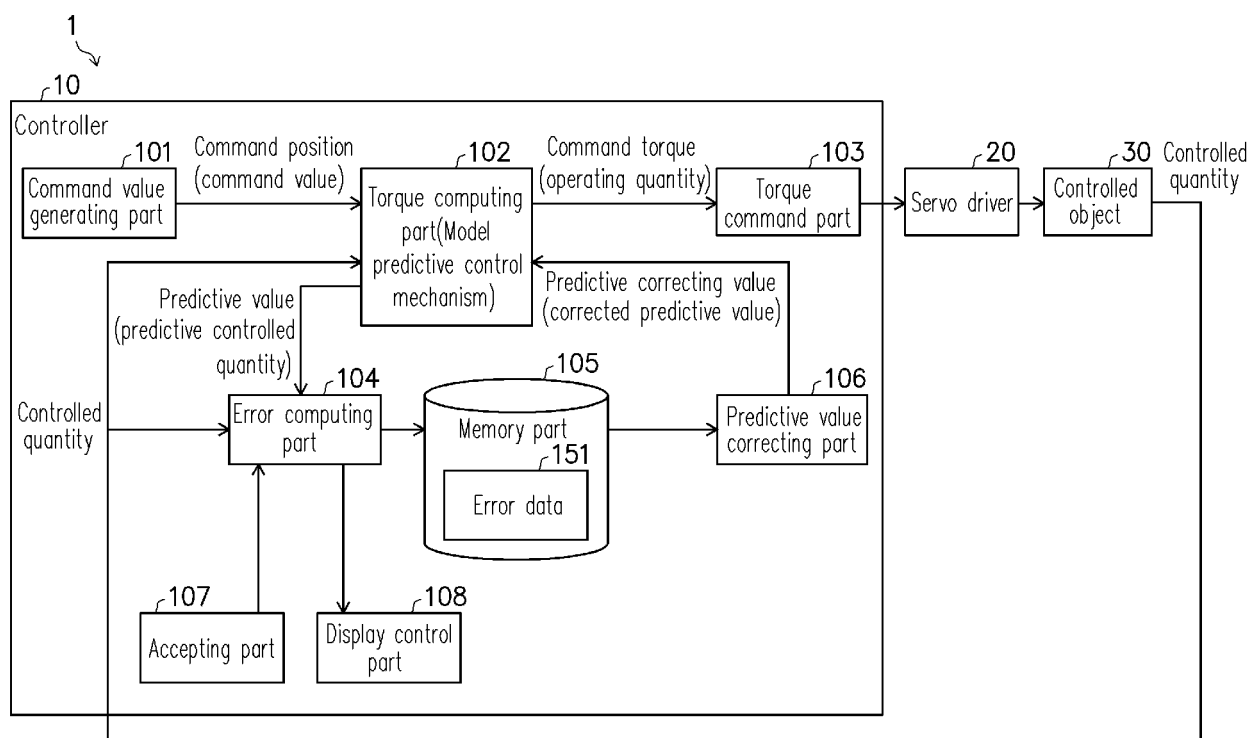 1
10
Controller
101
Command value
generating part
Command position
(command value)
102
Torque computing
part(Model
predictive control
mechanism)
Command torque
(operating quantity)
103
Torque
command part
20
Servo driver
30
Controlled
object
Controlled
quantity
Predictive value
(predictive controlled
quantity)
Predictive correcting value
(corrected predictive value)
Controlled
quantity
104
Error computing
part
105
Memory part
151
Error data
106
Predictive value
correcting part
107
Accepting part
108
Display control
part